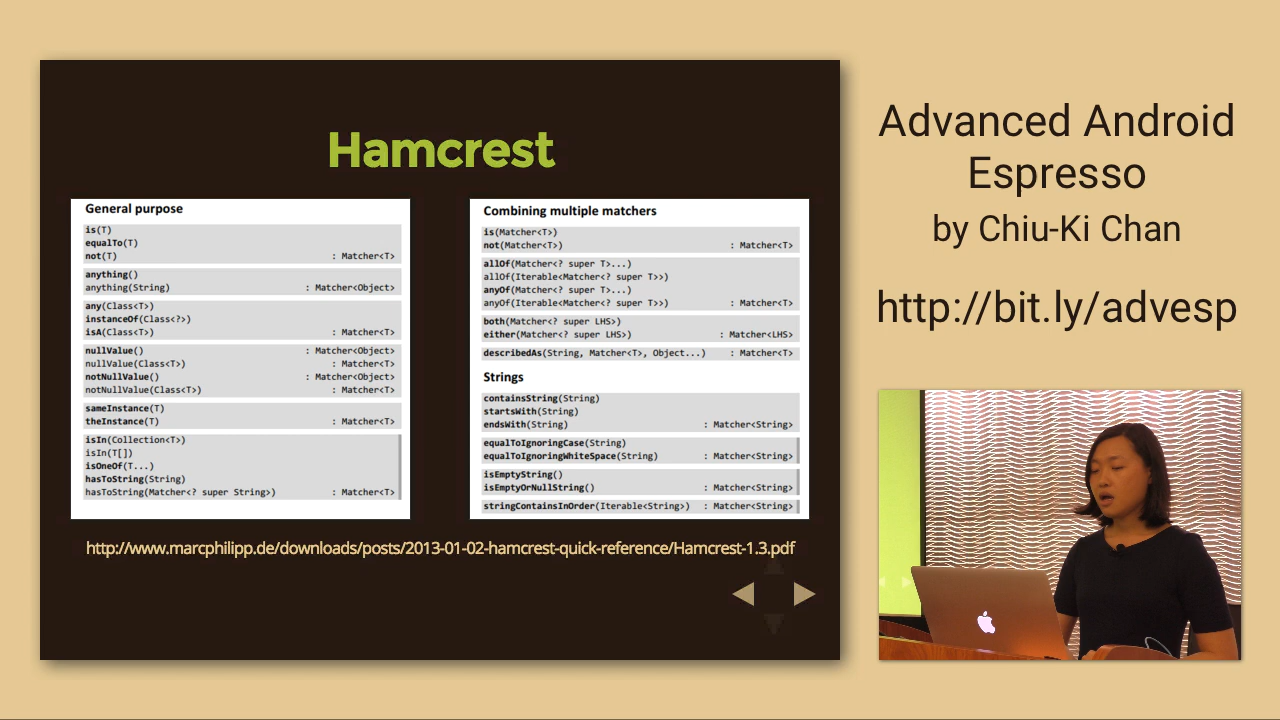 Hamcrest
General purpose
is(T)
equalTo(T)
not(T) : Matcher<T>
anything()
anything(String) : Matcher<Object>
any(Class<T>)
instanceOf(Class<?>)
isA(Class<T>) : Matcher<T>
nullValue() : Matcher<Object>
nullValue(Class<T>) : Matcher<T>
notNullValue() : Matcher<Object>
notNullValue(Class<T>) : Matcher<T>
sameInstance(T)
theInstance(T) : Matcher<T>
isIn(Collection<T>)
isIn(T[])
isOneOf(T...)
hasToString(String)
hasToString(Matcher<? super String>) : Matcher<T>
Combining multiple matchers
is(Matcher<T>)
not(Matcher<T>) : Matcher<T>
allOf(Matcher<? super T>...)
allOf(Iterable<Matcher<? super T>>)
anyOf(Matcher<? super T>...)
anyOf(Iterable<Matcher<? super T>>) : Matcher<T>
both(Matcher<? super LHS>)
either(Matcher<? super LHS>) : Matcher<LHS>
describedAs(String, Matcher<T>, Object...) : Matcher<T>
Strings
containsString(String)
startsWith(String)
endsWith(String) : Matcher<String>
equalToIgnoringCase(String)
equalToIgnoringWhiteSpace(String) : Matcher<String>
isEmptyString()
isEmptyOrNullString() : Matcher<String>
stringContainsInOrder(Iterable<String>) : Matcher<String>
http://www.marcphilipp.de/downloads/posts/2013-01-02-hamcrest-quick-reference/Hamcrest-1.3.pdf
Advanced Android
Espresso
by Chiu-Ki Chan
http://bit.ly/advesp